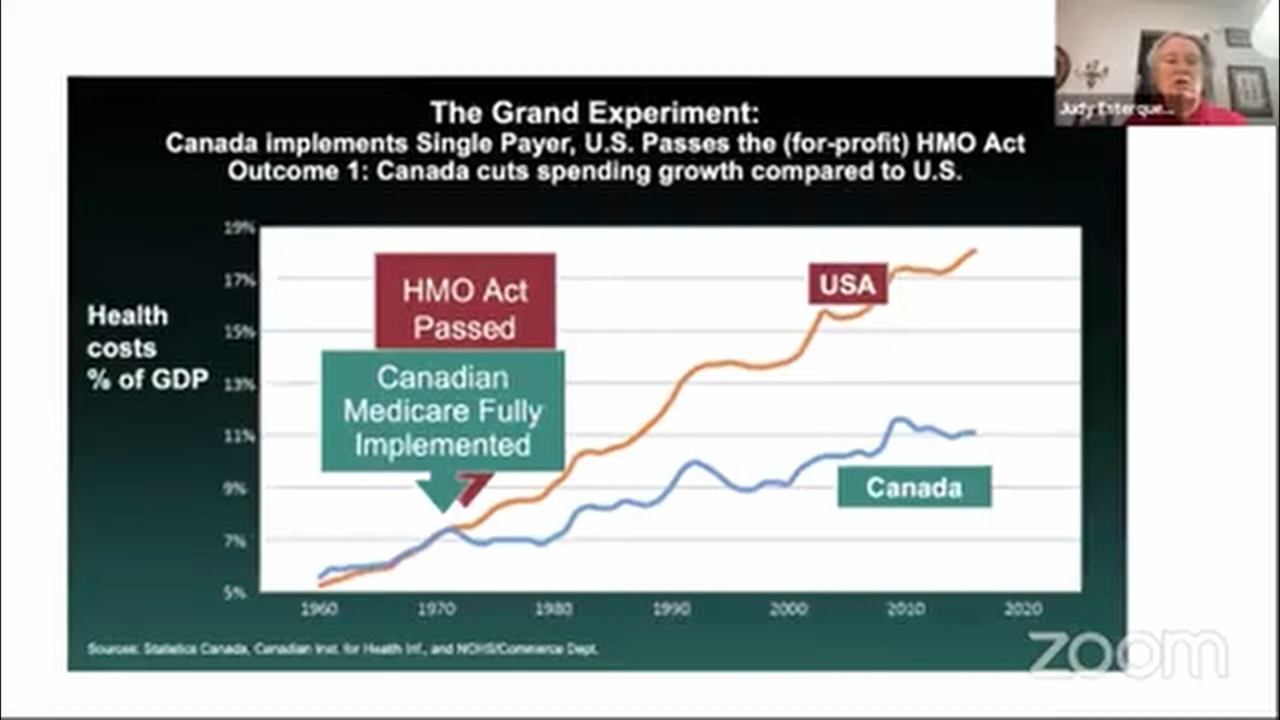 The Grand Experiment:
Canada implements Single Payer, U.S. Passes the (for-profit) HMO Act
Outcome 1: Canada cuts spending growth compared to U.S.
Judy Esterque...
Health
costs
% of GDP
19%
17%
15%
13%
11%
9%
7%
5%
HMO Act
Passed
Canadian
Medicare Fully
Implemented
USA
Canada
1960 1970 1980 1990 2000 2010 2020
Sources: Statistics Canada, Canadian Inst. for Health Inf., and NCHS/Commerce Dept.
zoom